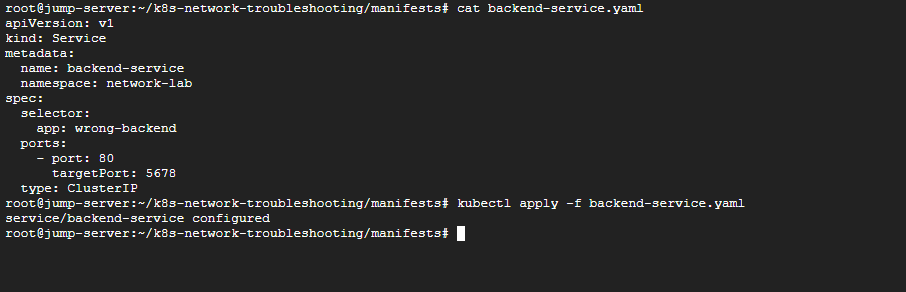 root@jump-server:~/k8s-network-troubleshooting/manifests# cat backend-service.yaml
apiVersion: v1
kind: Service
metadata:
  name: backend-service
  namespace: network-lab
spec:
  selector:
    app: wrong-backend
  ports:
    - port: 80
      targetPort: 5678
  type: ClusterIP
root@jump-server:~/k8s-network-troubleshooting/manifests# kubectl apply -f backend-service.yaml
service/backend-service configured
root@jump-server:~/k8s-network-troubleshooting/manifests#